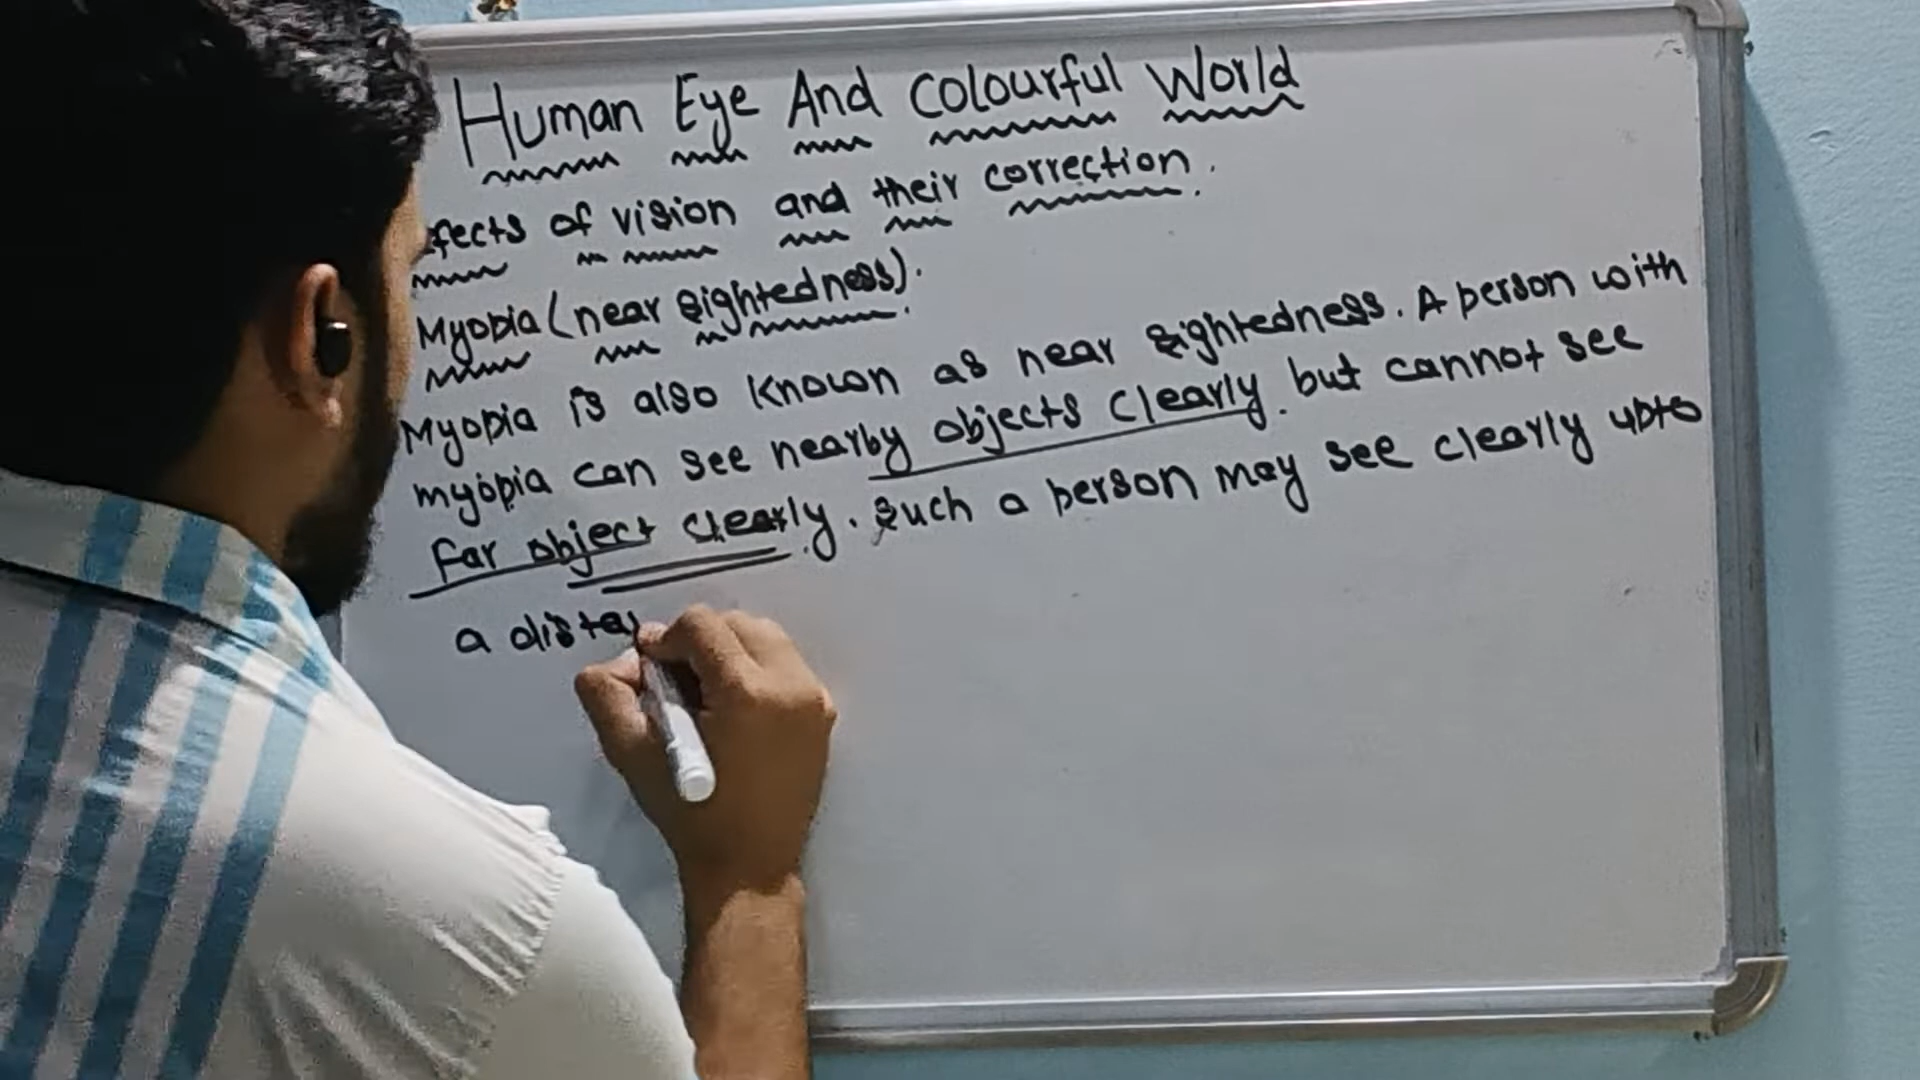 Human Eye And Colourful World
fects of vision and their correction.
Myopia (near sightedness).
Myopia is also known as near sightedness. A person with
myopia can see nearby objects clearly. but cannot see
far object clearly. Such a person may see clearly upto
a dista